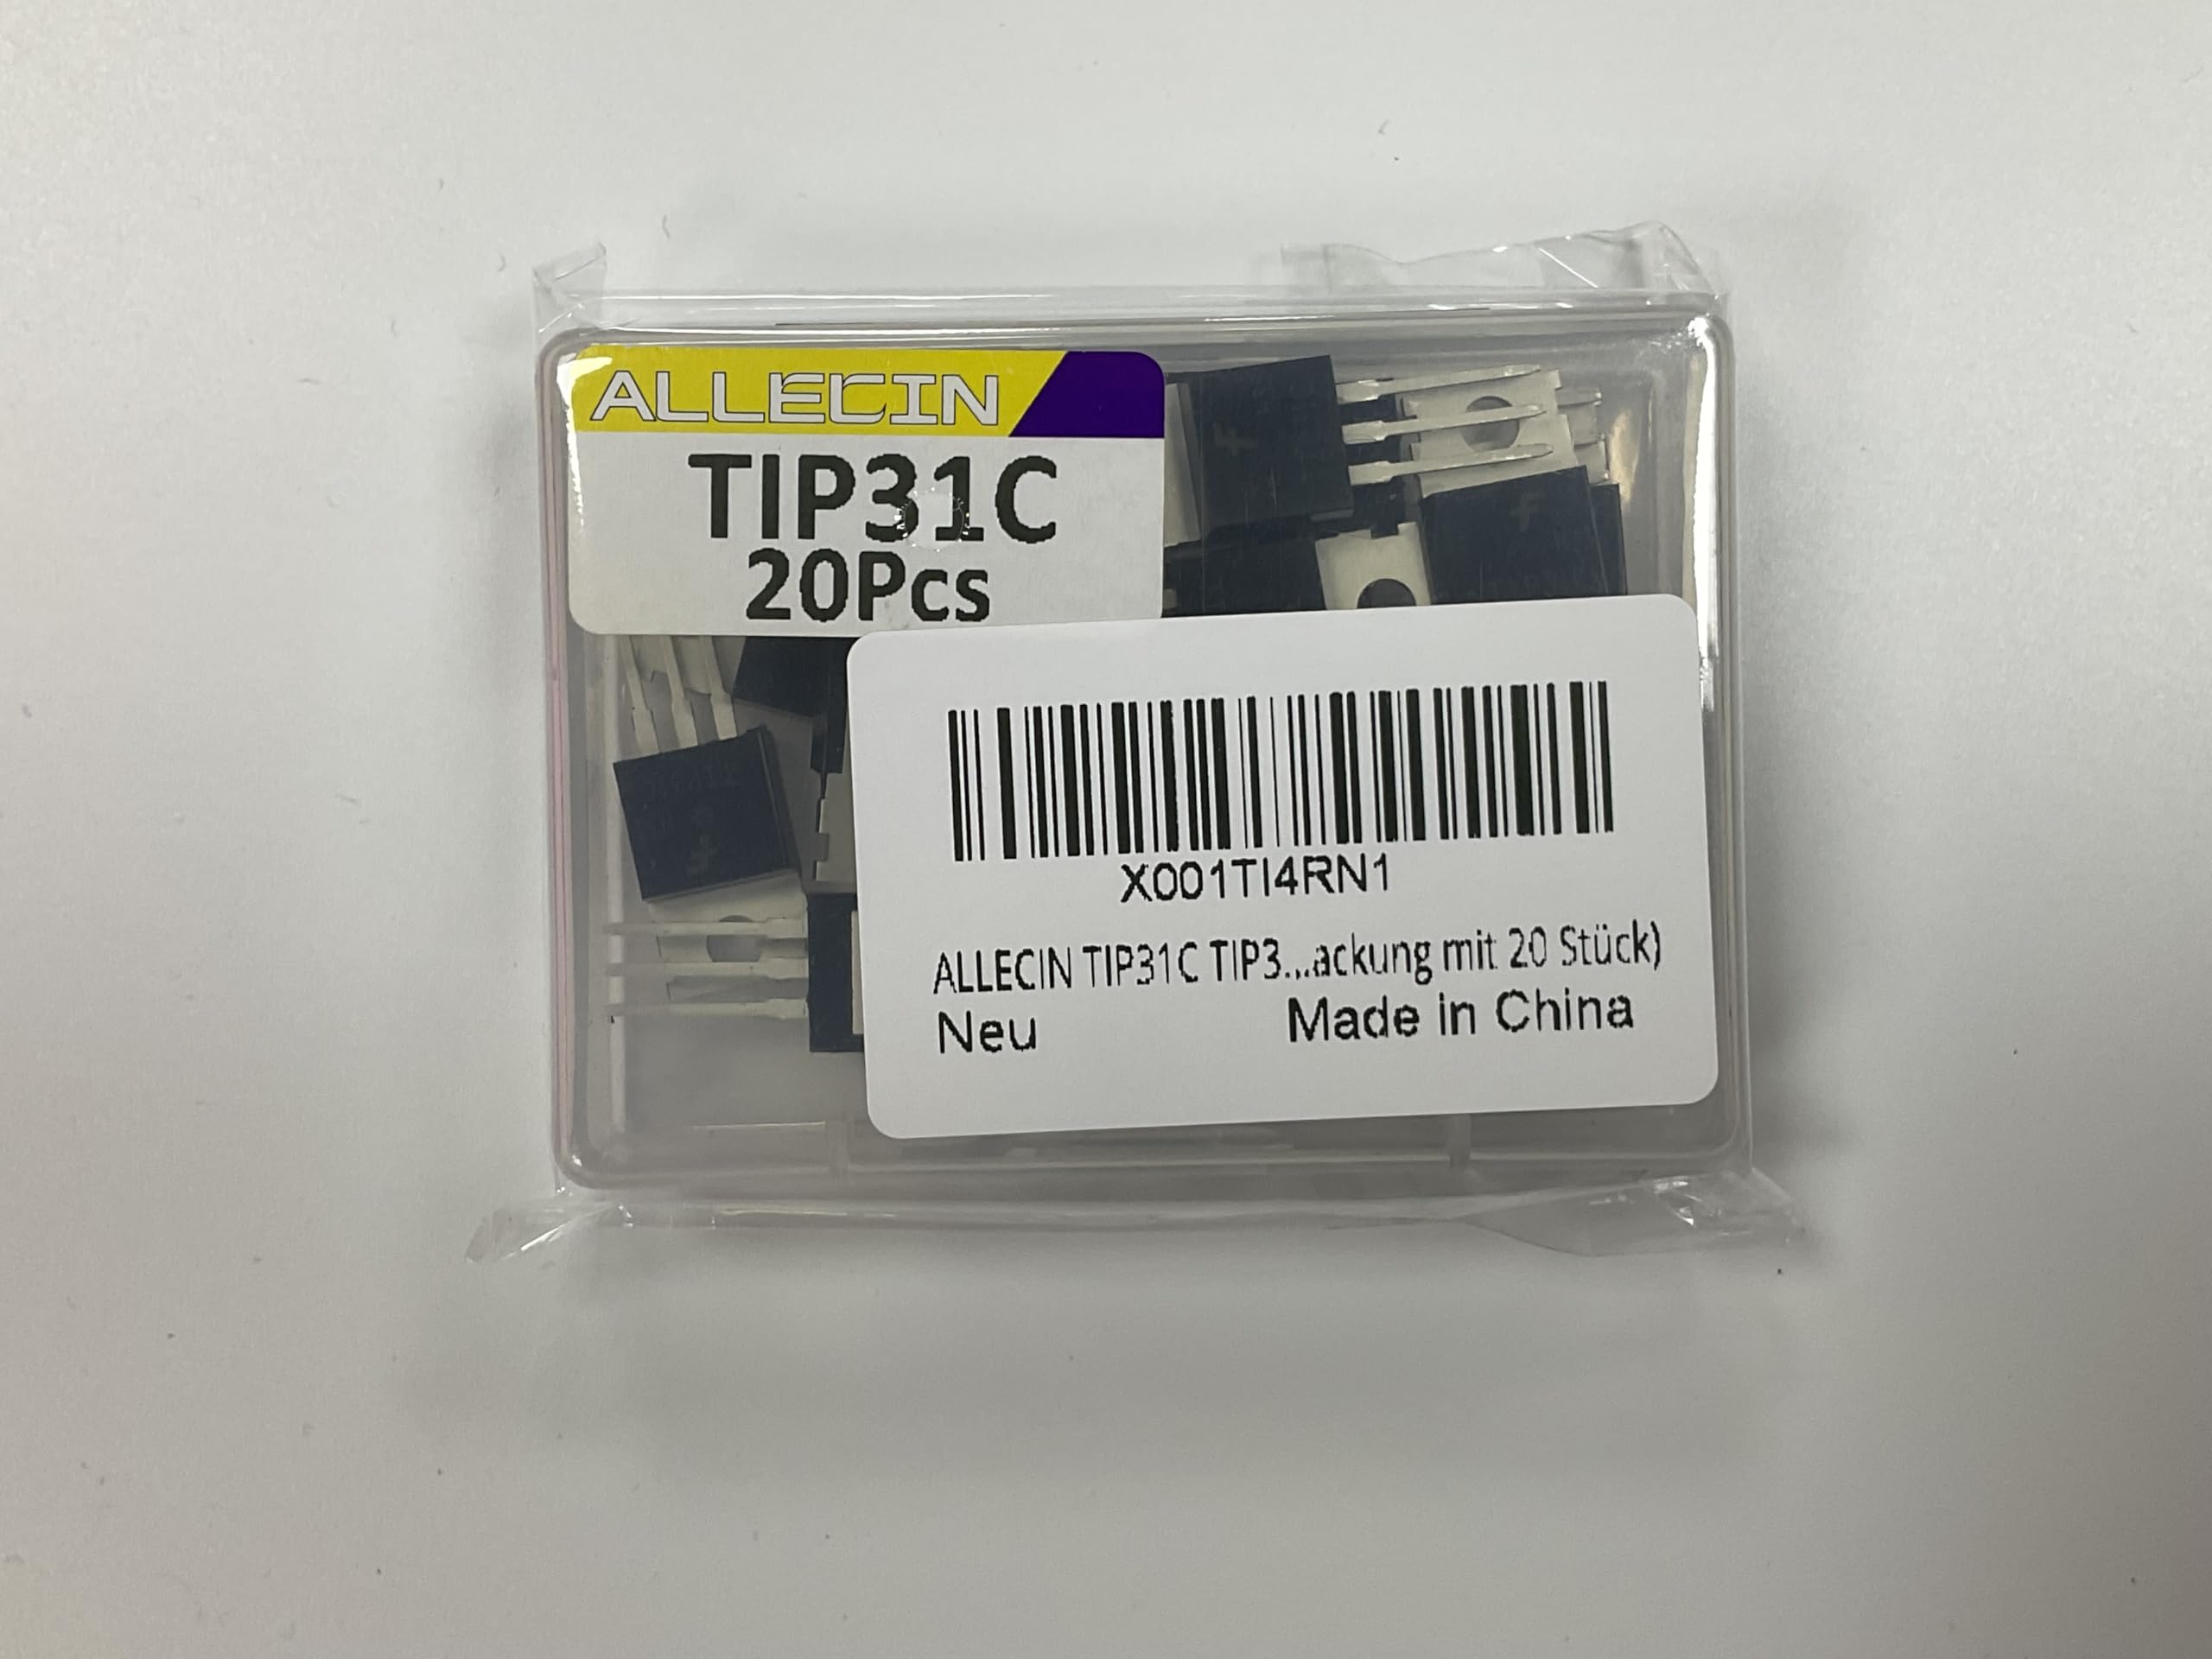 ALLECIN
TIP31C
20Pcs
X001TI4RN1
ALLECIN TIP31C TIP3...ackung mit 20 Stück)
Neu Made in China